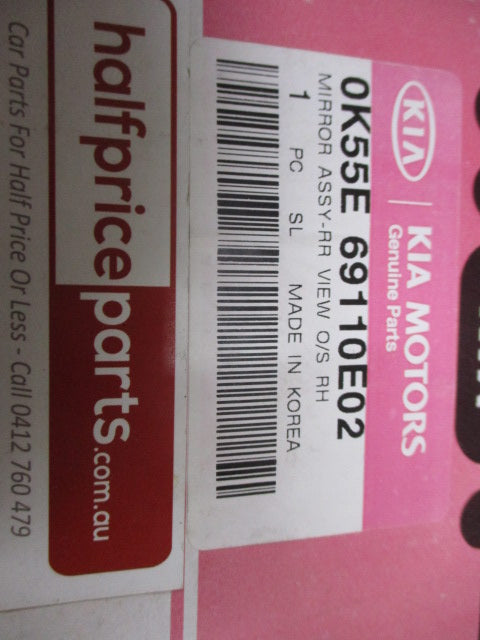 KIA
KIA MOTORS
Genuine Parts
0K55E 69110E02
MIRROR ASSY-RR VIEW O/S RH
1 PC SL MADE IN KOREA
halfpriceparts.com.au
Car Parts For Half Price Or Less - Call 0412 760 479